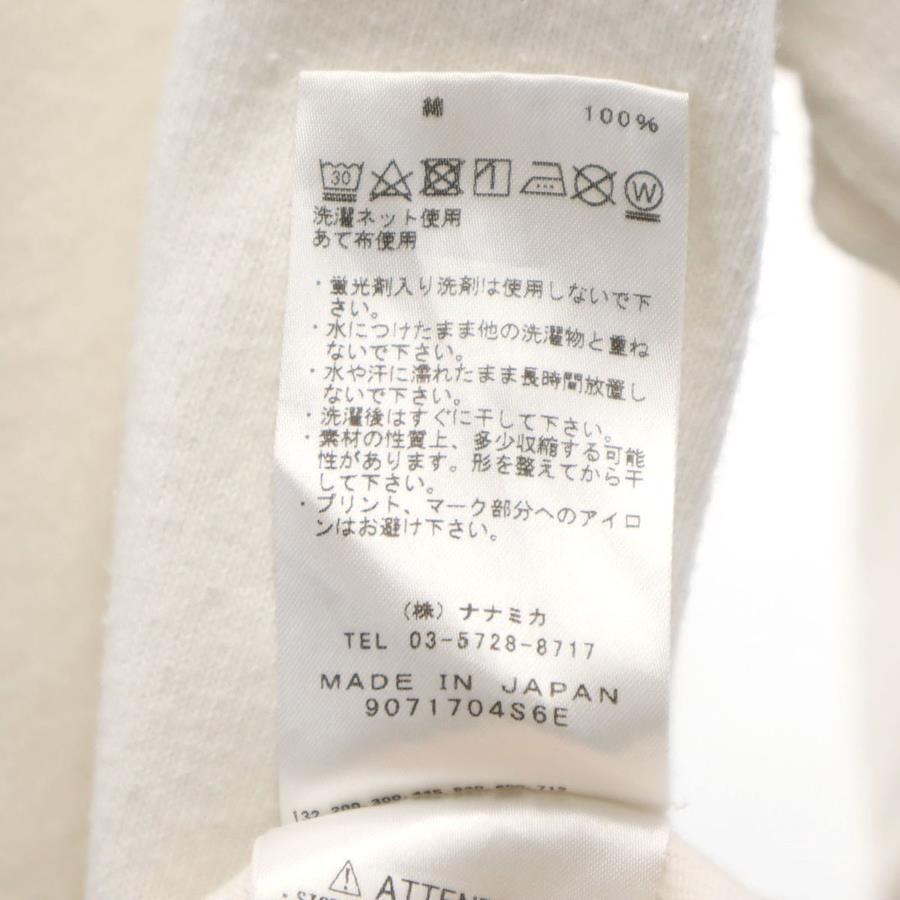 綿 100%
30 W
洗濯ネット使用
あて布使用
・蛍光剤入り洗剤は使用しないで下
さい。
・水につけたまま他の洗濯物と重ね
ないで下さい。
・水や汗に濡れたまま長時間放置し
ないで下さい。
・洗濯後はすぐに干して下さい。
・素材の性質上、多少収縮する可能
性があります。形を整えてから干
して下さい。
・プリント、マーク部分へのアイロ
ンはお避け下さい。
(株) ナナミカ
TEL 03-5728-8717
MADE IN JAPAN
9071704S6E